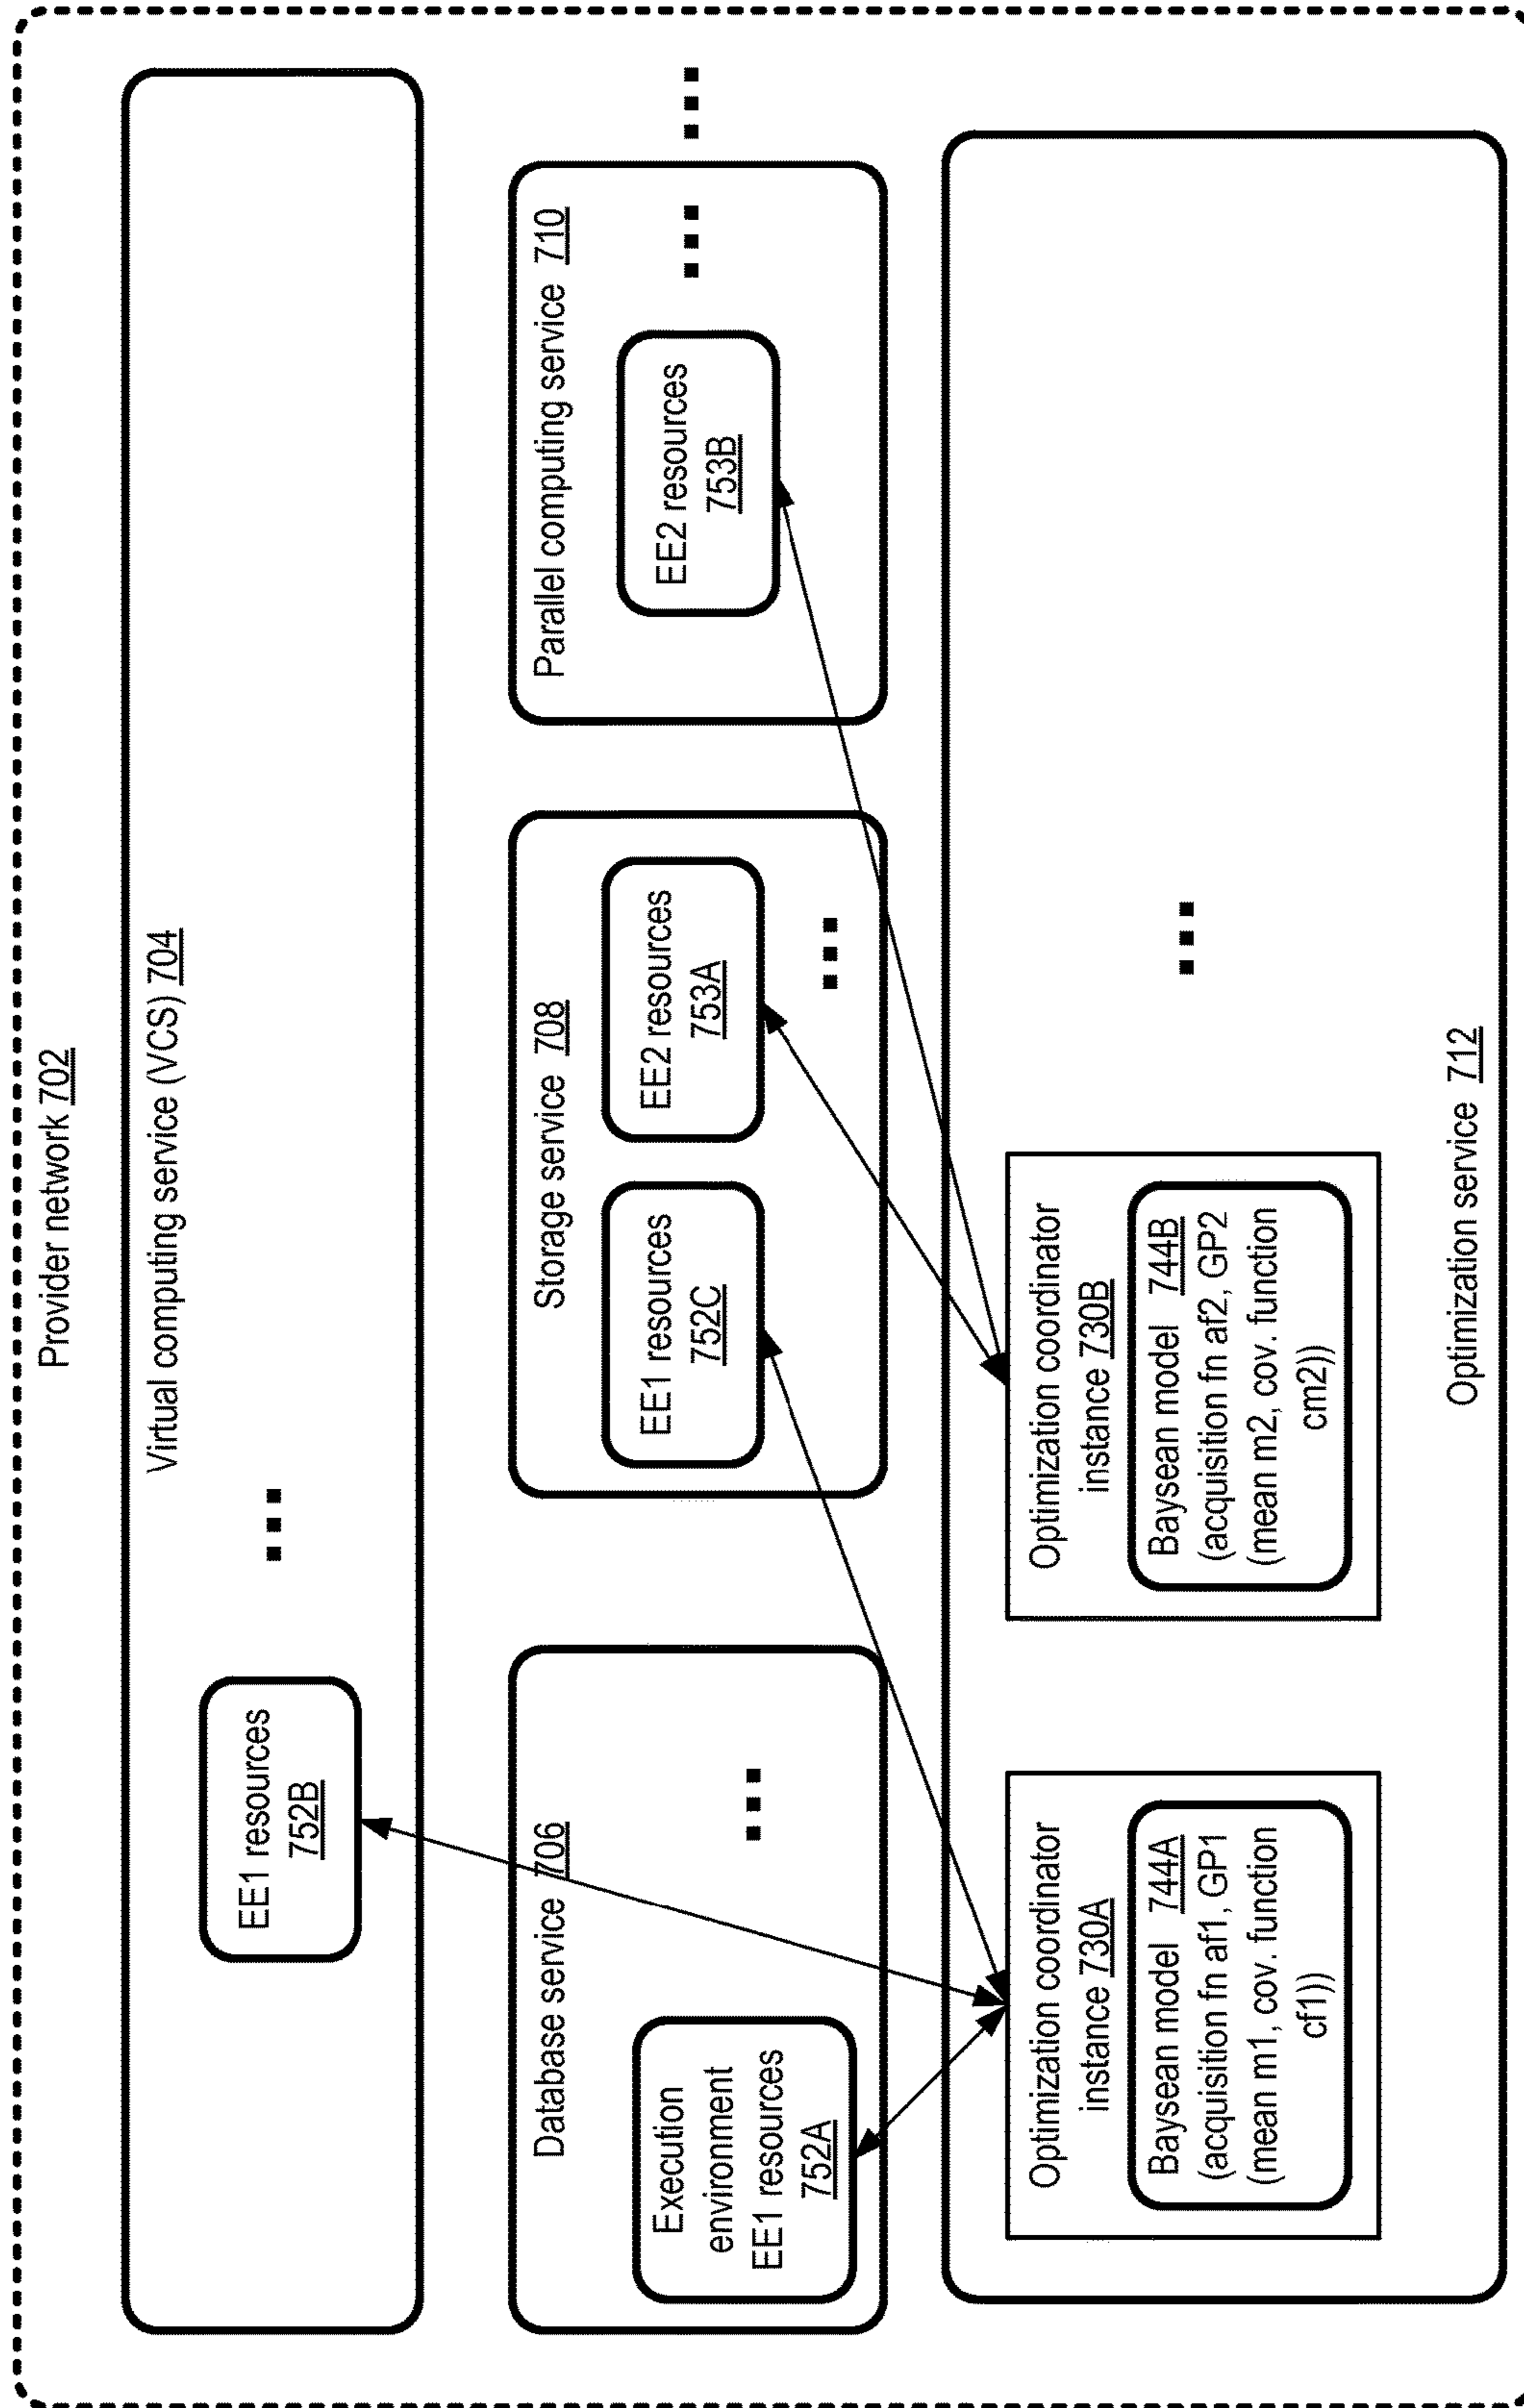 Provider network 702
Virtual computing service (VCS) 704
EE1 resources
752B
Database service 706
Execution
environment
EE1 resources
752A
Storage service 708
EE1 resources
752C
EE2 resources
753A
Parallel computing service 710
EE2 resources
753B
Optimization coordinator
instance 730A
Baysean model 744A
(acquisition fn af1, GP1
(mean m1, cov. function
cf1))
Optimization coordinator
instance 730B
Baysean model 744B
(acquisition fn af2, GP2
(mean m2, cov. function
cm2))
Optimization service 712